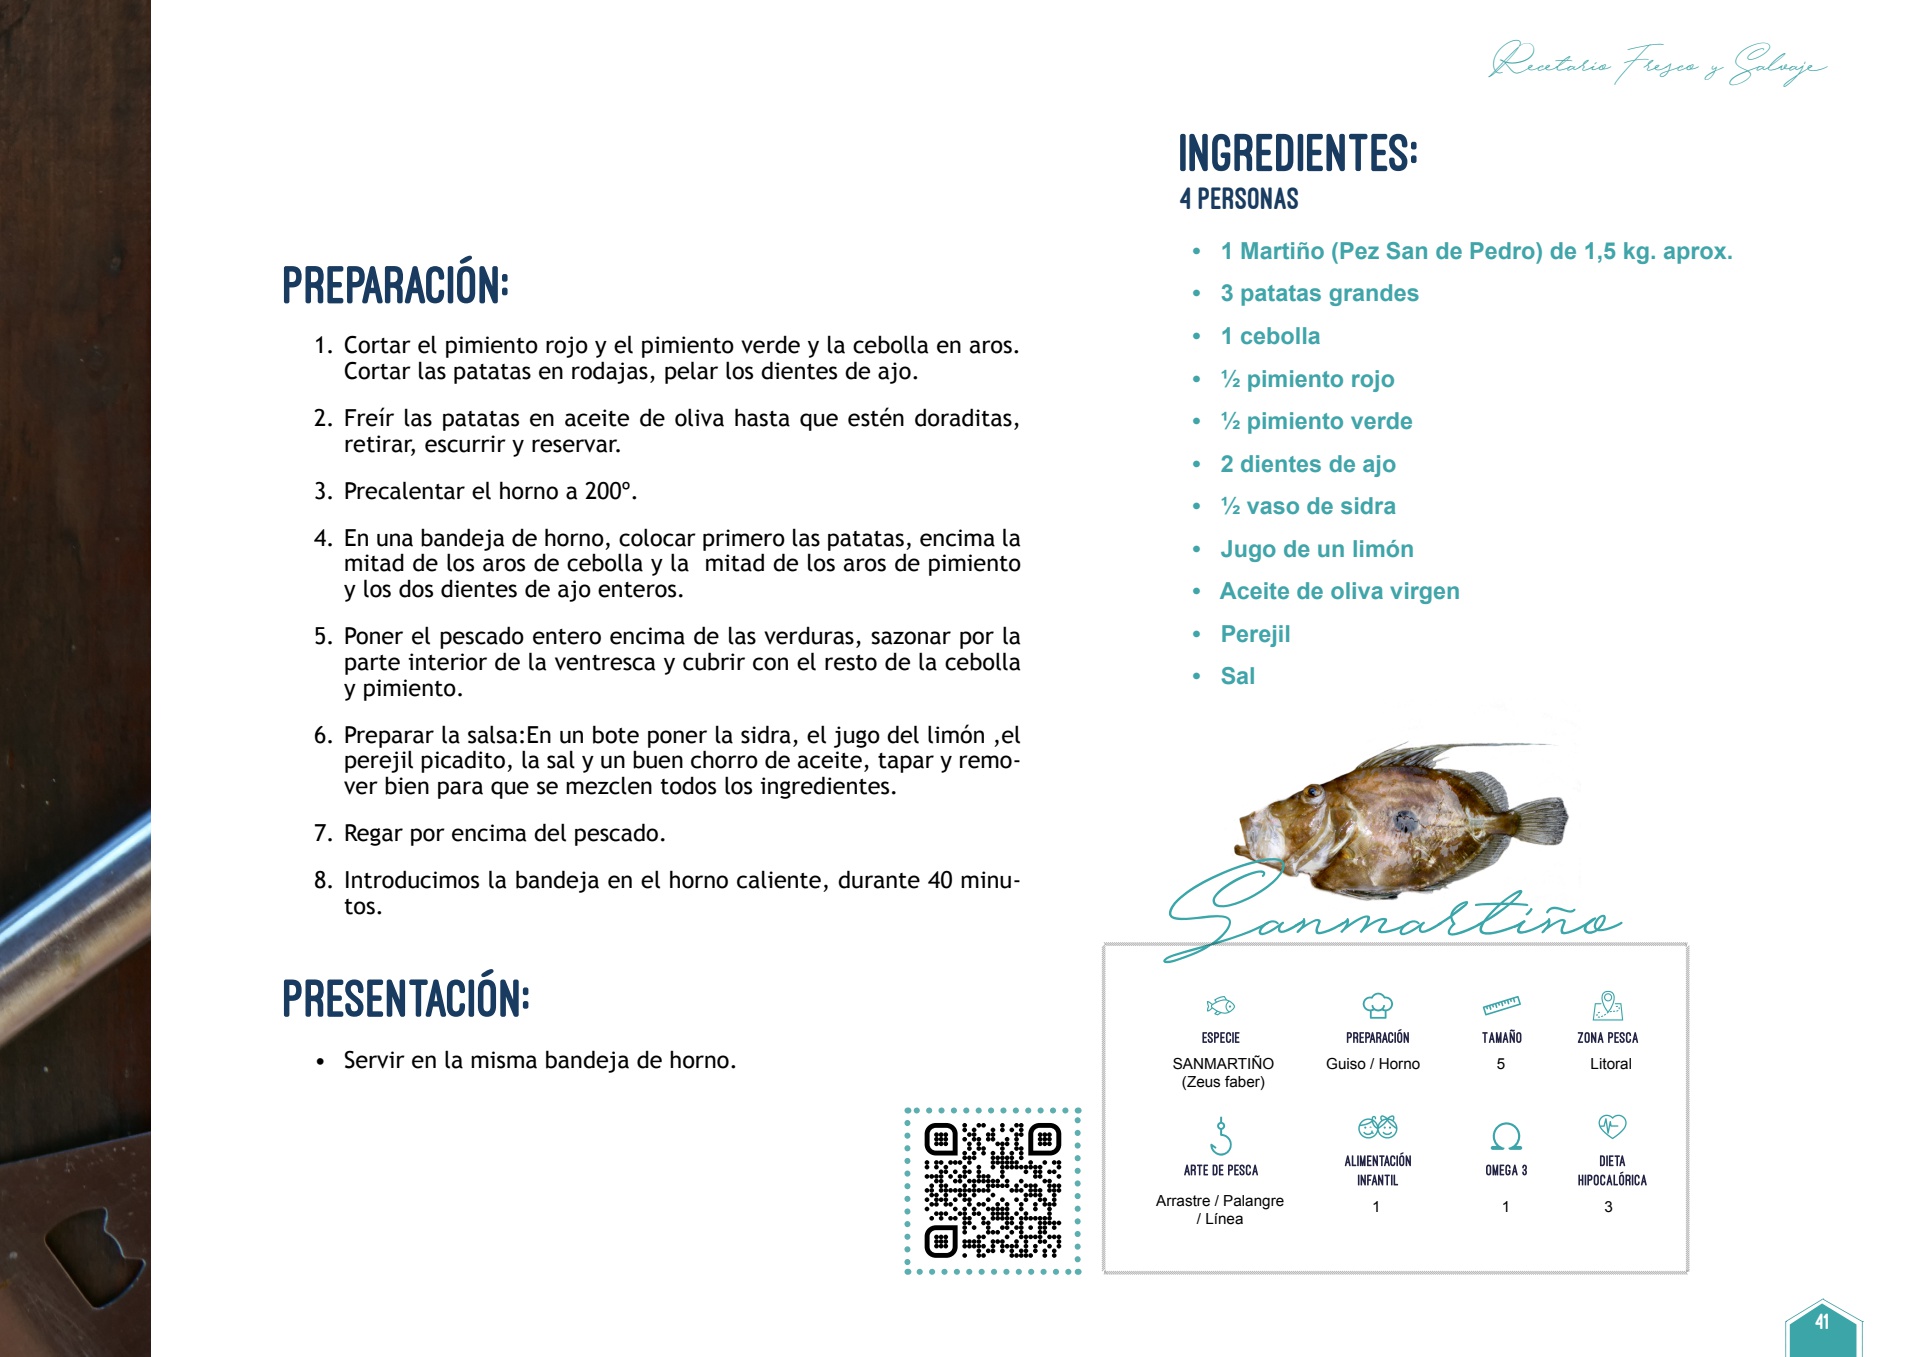 Recetario Fresco y Salvaje
PREPARACIÓN:
1. Cortar el pimiento rojo y el pimiento verde y la cebolla en aros.
Cortar las patatas en rodajas, pelar los dientes de ajo.
2. Freír las patatas en aceite de oliva hasta que estén doraditas,
retirar, escurrir y reservar.
3. Precalentar el horno a 200º.
4. En una bandeja de horno, colocar primero las patatas, encima la
mitad de los aros de cebolla y la  mitad de los aros de pimiento
y los dos dientes de ajo enteros.
5. Poner el pescado entero encima de las verduras, sazonar por la
parte interior de la ventresca y cubrir con el resto de la cebolla
y pimiento.
6. Preparar la salsa:En un bote poner la sidra, el jugo del limón ,el
perejil picadito, la sal y un buen chorro de aceite, tapar y remo-
ver bien para que se mezclen todos los ingredientes.
7. Regar por encima del pescado.
8. Introducimos la bandeja en el horno caliente, durante 40 minu-
tos.
PRESENTACIÓN:
• Servir en la misma bandeja de horno.
INGREDIENTES:
4 PERSONAS
• 1 Martiño (Pez San de Pedro) de 1,5 kg. aprox.
• 3 patatas grandes
• 1 cebolla
• ½ pimiento rojo
• ½ pimiento verde
• 2 dientes de ajo
• ½ vaso de sidra
• Jugo de un limón
• Aceite de oliva virgen
• Perejil
• Sal
Sanmartiño
ESPECIE
SANMARTIÑO
(Zeus faber)
PREPARACIÓN
Guiso / Horno
TAMAÑO
5
ZONA PESCA
Litoral
ARTE DE PESCA
Arrastre / Palangre
/ Línea
ALIMENTACIÓN
INFANTIL
1
OMEGA 3
1
DIETA
HIPOCALÓRICA
3
41